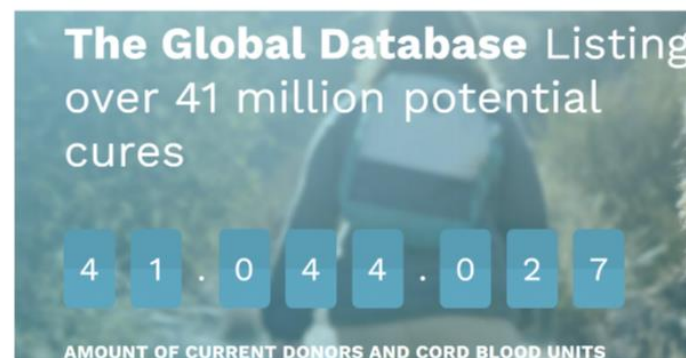 The Global Database Listing
over 41 million potential
cures
41.044.027
AMOUNT OF CURRENT DONORS AND CORD BLOOD UNITS